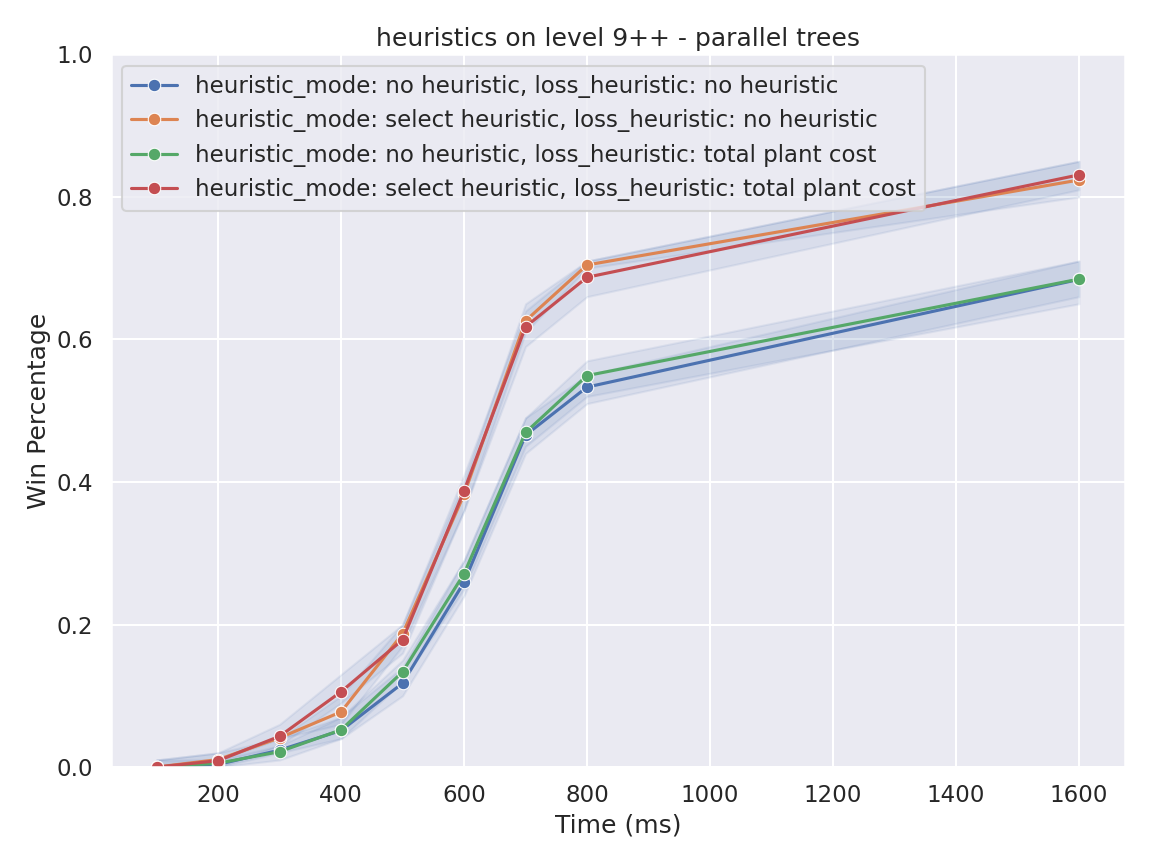 heuristics on level 9++ - parallel trees
heuristic_mode: no heuristic, loss_heuristic: no heuristic
heuristic_mode: select heuristic, loss_heuristic: no heuristic
heuristic_mode: no heuristic, loss_heuristic: total plant cost
heuristic_mode: select heuristic, loss_heuristic: total plant cost
Win Percentage
1.0
0.8
0.6
0.4
0.2
0.0
200 400 600 800 1000 1200 1400 1600
Time (ms)